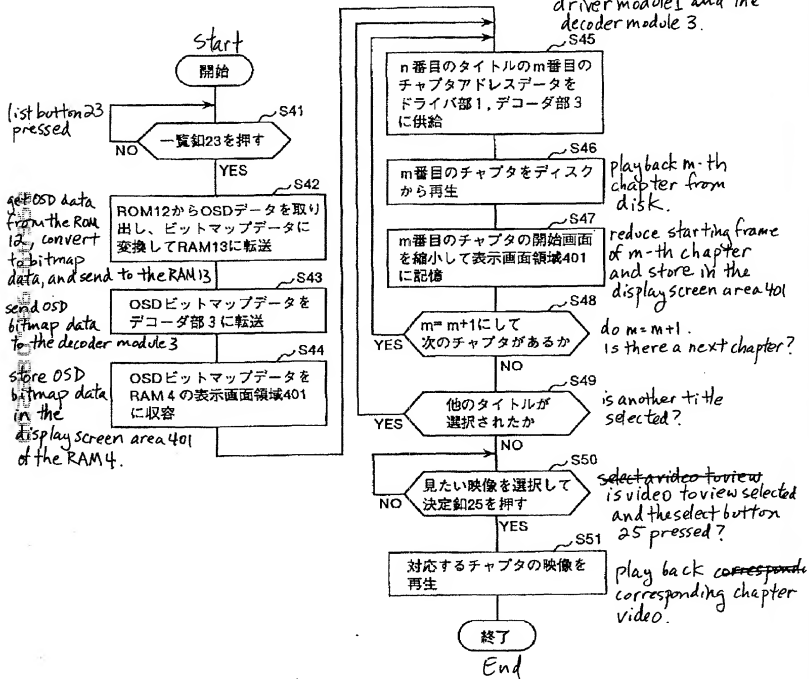 Start
開始
list button 23
pressed
S41
一覧釦23を押す
NO
YES
S42
get OSD data
from the ROM
12, convert
to bitmap
data, and send to the RAM13
ROM12からOSDデータを取り
出し、ビットマップデータに
変換してRAM13に転送
S43
send OSD
bitmap data
to the decoder module 3
OSDビットマップデータを
デコーダ部3に転送
S44
store OSD
bitmap data
in the
display screen area 401
of the RAM 4.
OSDビットマップデータを
RAM4の表示画面領域401
に収容
driver module 1 and the
decoder module 3.
S45
n番目のタイトルのm番目の
チャプタアドレスデータを
ドライバ部1,デコーダ部3
に供給
S46
m番目のチャプタをディスク
から再生
playback m-th
chapter from
disk.
S47
m番目のチャプタの開始画面
を縮小して表示画面領域401
に記憶
reduce starting frame
of m-th chapter
and store in the
display screen area 401
S48
m=m+1にして
次のチャプタがあるか
YES
NO
do m=m+1.
Is there a next chapter?
S49
他のタイトルが
選択されたか
YES
NO
is another title
selected?
S50
見たい映像を選択して
決定釦25を押す
NO
YES
select a video to view
is video to view selected
and the select button
25 pressed?
S51
対応するチャプタの映像を
再生
play back correspond
corresponding chapter
video.
終了
End